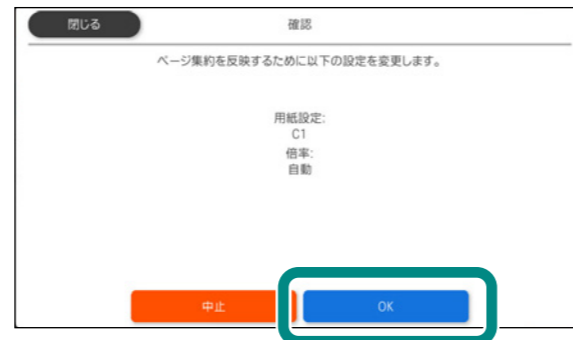 閉じる
確認
ページ集約を反映するために以下の設定を変更します。
用紙設定:
C1
倍率:
自動
中止
OK